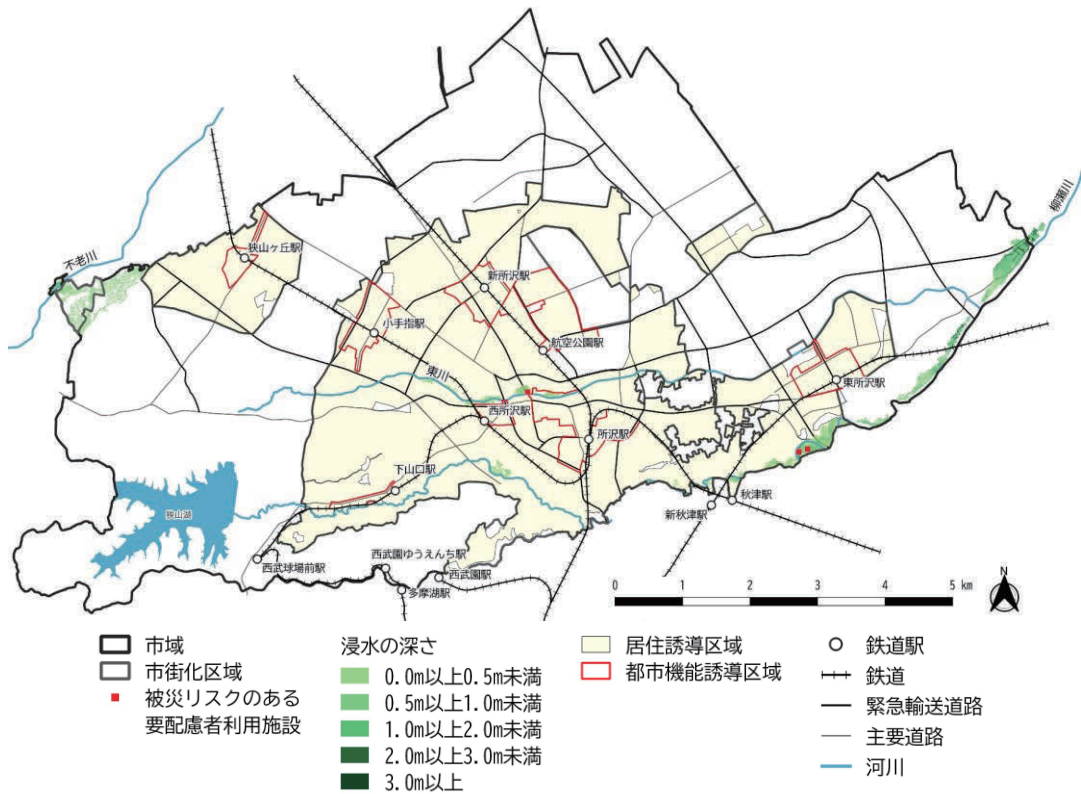 不老川
狭山ヶ丘駅
新所沢駅
柳瀬川
小手指駅
航空公園駅
東川
東所沢駅
西所沢駅
所沢駅
下山口駅
秋津駅
新秋津駅
狭山湖
西武園ゆうえんち駅
西武球場前駅
西武園駅
多摩湖駅
0 1 2 3 4 5 km
N
市域
市街化区域
被災リスクのある
要配慮者利用施設
浸水の深さ
0.0m以上0.5m未満
0.5m以上1.0m未満
1.0m以上2.0m未満
2.0m以上3.0m未満
3.0m以上
居住誘導区域
都市機能誘導区域
鉄道駅
鉄道
緊急輸送道路
主要道路
河川